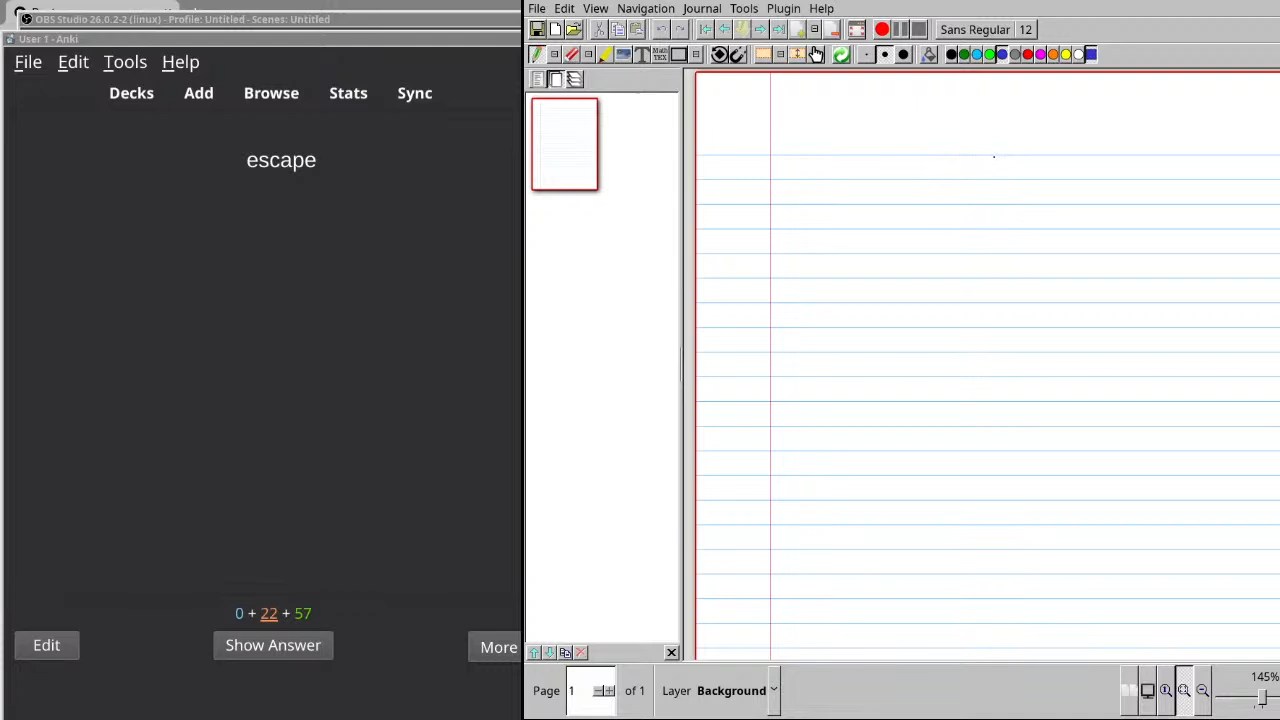 OBS Studio 26.0.2-2 (linux) - Profile: Untitled - Scenes: Untitled
User 1 - Anki
File Edit Tools Help
Decks Add Browse Stats Sync
escape
0 + 22 + 57
Edit Show Answer More
File Edit View Navigation Journal Tools Plugin Help
Sans Regular 12
Math
TEX
Page 1 of 1 Layer Background
145%